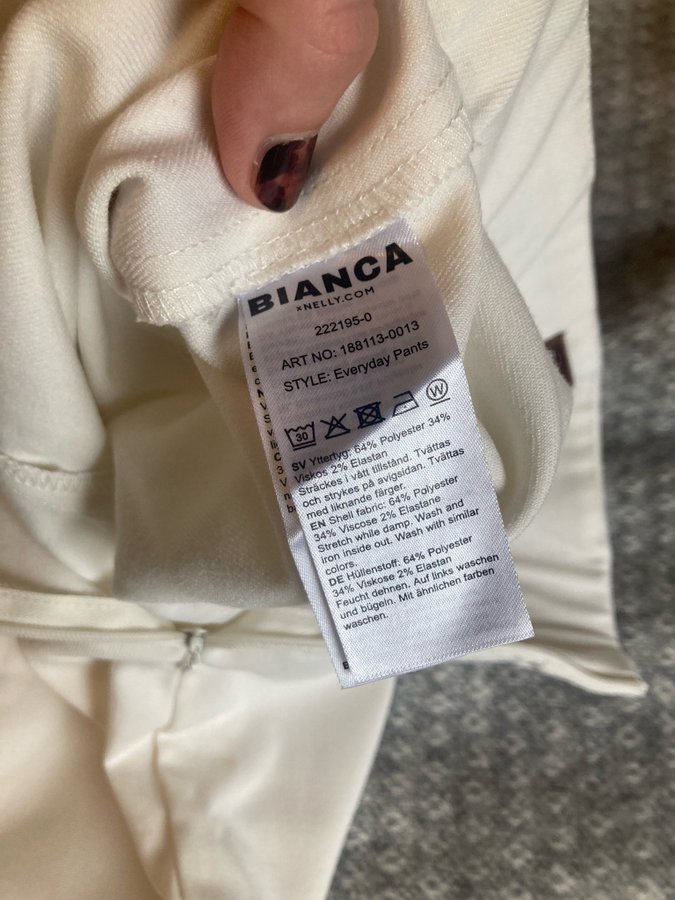 BIANCA
xNELLY.COM
222195-0
ART NO: 188113-0013
STYLE: Everyday Pants
30 W
SV Yttertyg: 64% Polyester 34%
Viskos 2% Elastan
Sträckes i vått tillstånd. Tvättas
och strykes på avigsidan. Tvättas
med liknande färger.
EN Shell fabric: 64% Polyester
34% Viscose 2% Elastane
Stretch while damp. Wash and
iron inside out. Wash with similar
colors.
DE Hüllenstoff: 64% Polyester
34% Viskose 2% Elastan
Feucht dehnen. Auf links waschen
und bügeln. Mit ähnlichen farben
waschen.